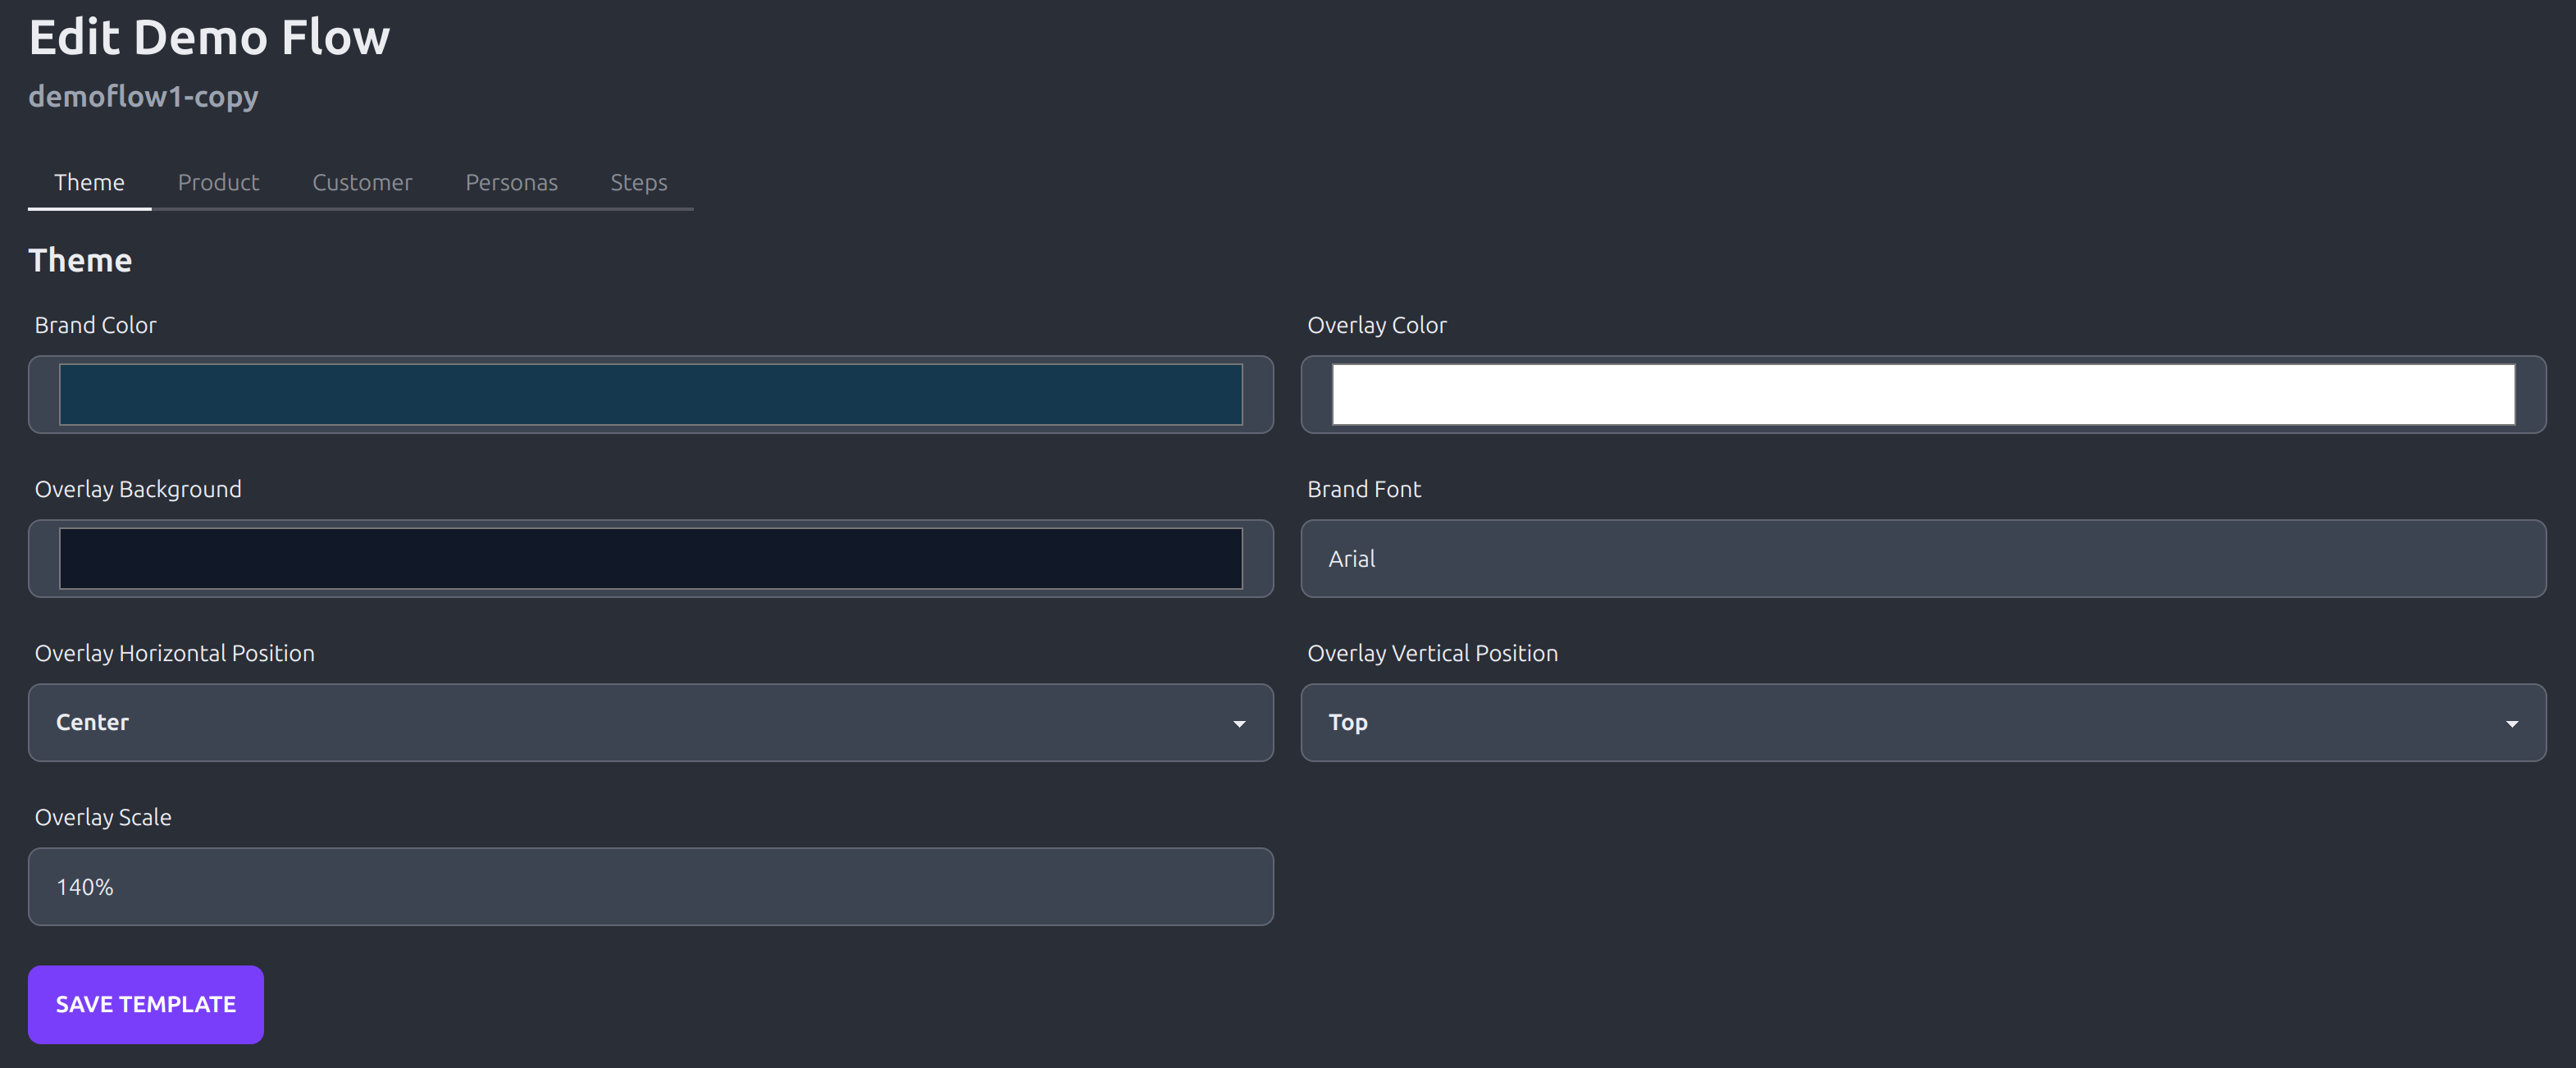 Edit Demo Flow
demoflow1-copy
Theme Product Customer Personas Steps
Theme
Brand Color Overlay Color
Overlay Background Brand Font
Arial
Overlay Horizontal Position Overlay Vertical Position
Center Top
Overlay Scale
140%
SAVE TEMPLATE